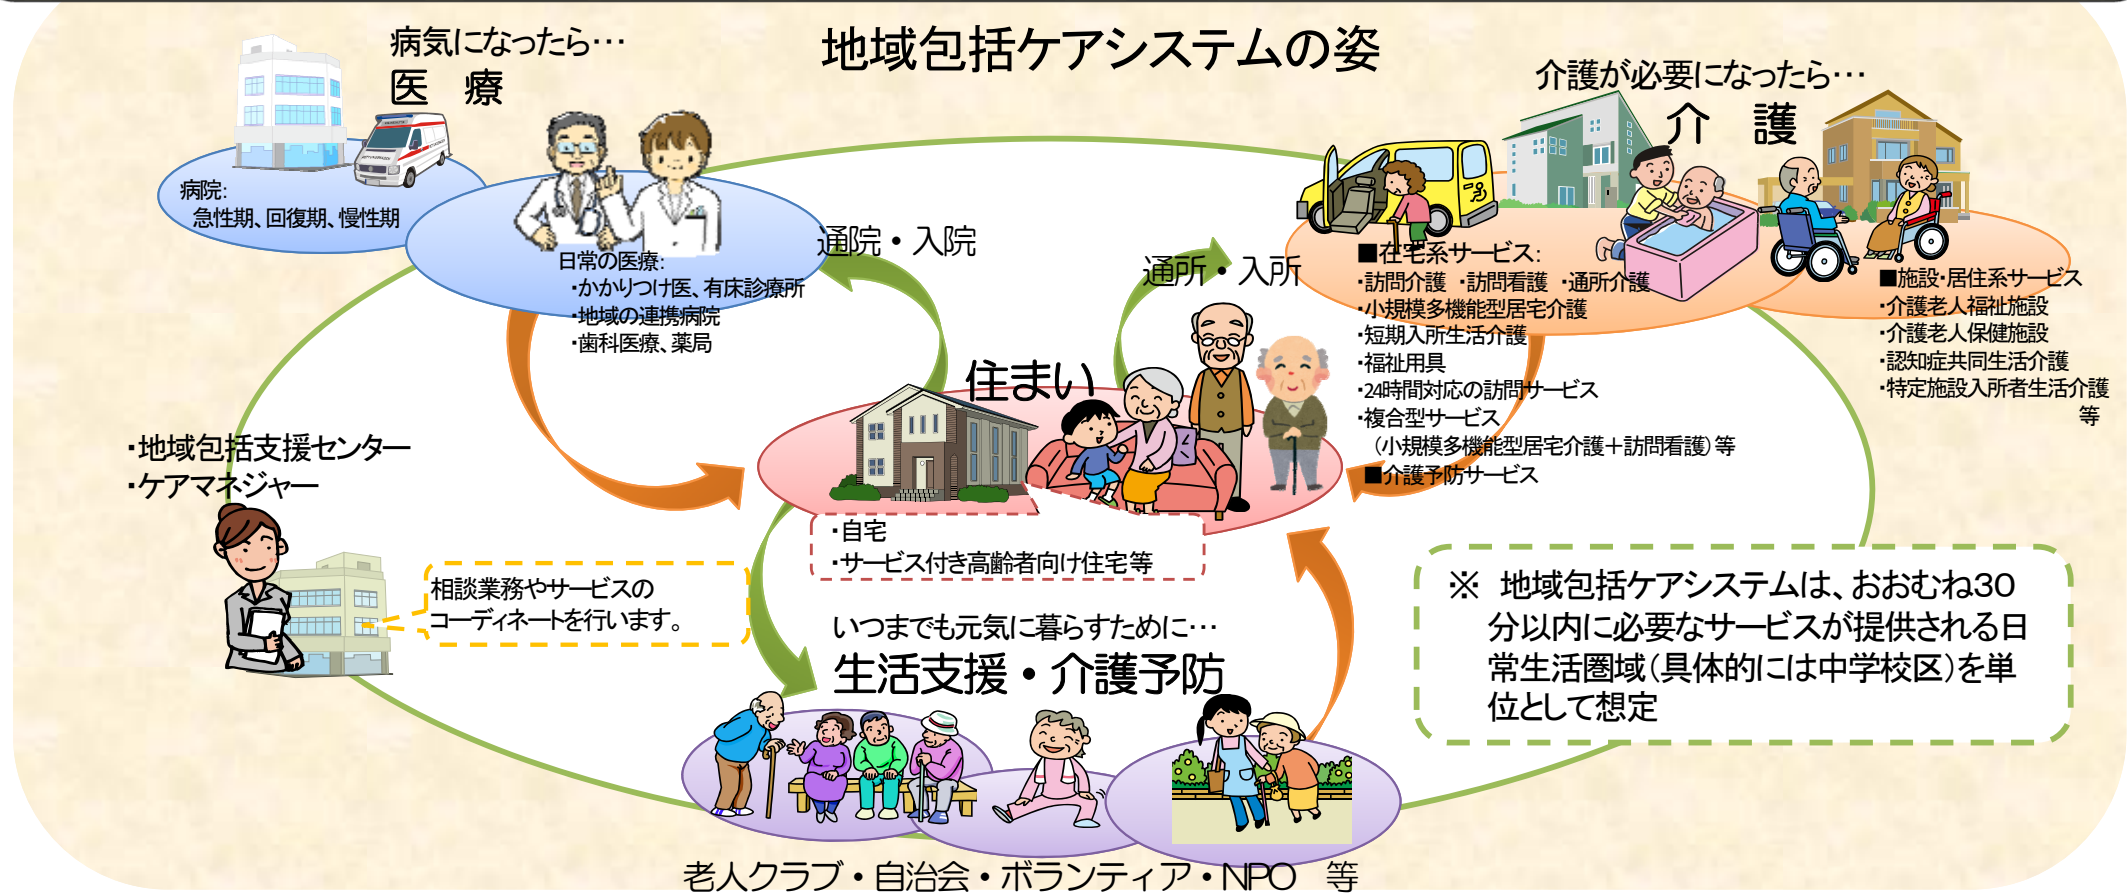 地域包括ケアシステムの姿
病気になったら…
医 療
病院:
急性期、回復期、慢性期
日常の医療:
・かかりつけ医、有床診療所
・地域の連携病院
・歯科医療、薬局
通院・入院
通所・入所
介護が必要になったら…
介 護
■在宅系サービス:
・訪問介護 ・訪問看護 ・通所介護
・小規模多機能型居宅介護
・短期入所生活介護
・福祉用具
・24時間対応の訪問サービス
・複合型サービス
(小規模多機能型居宅介護+訪問看護)等
■介護予防サービス
■施設・居住系サービス
・介護老人福祉施設
・介護老人保健施設
・認知症共同生活介護
・特定施設入所者生活介護
等
住まい
・自宅
・サービス付き高齢者向け住宅等
・地域包括支援センター
・ケアマネジャー
相談業務やサービスの
コーディネートを行います。
いつまでも元気に暮らすために…
生活支援・介護予防
老人クラブ・自治会・ボランティア・NPO 等
※ 地域包括ケアシステムは、おおむね30
分以内に必要なサービスが提供される日
常生活圏域(具体的には中学校区)を単
位として想定